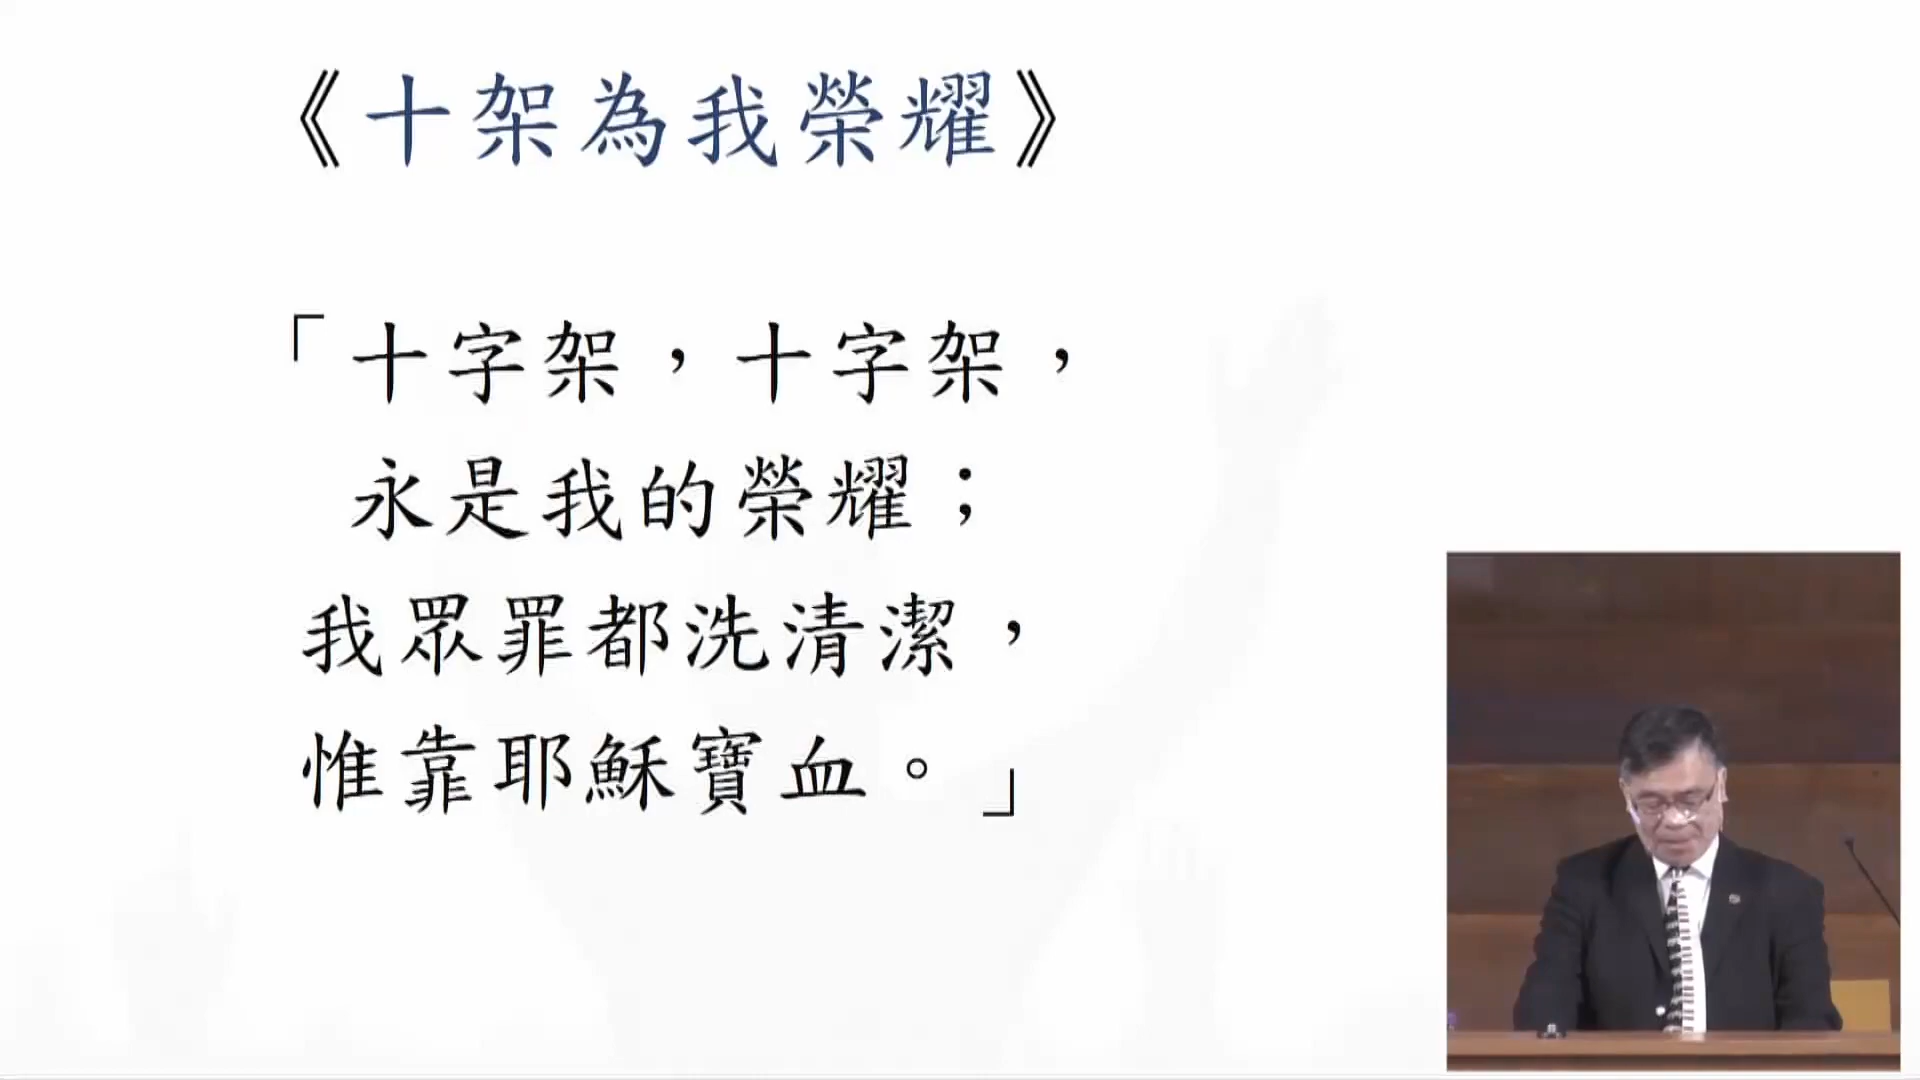 《十架為我榮耀》
「十字架，十字架，
永是我的榮耀；
我眾罪都洗清潔，
惟靠耶穌寶血。」